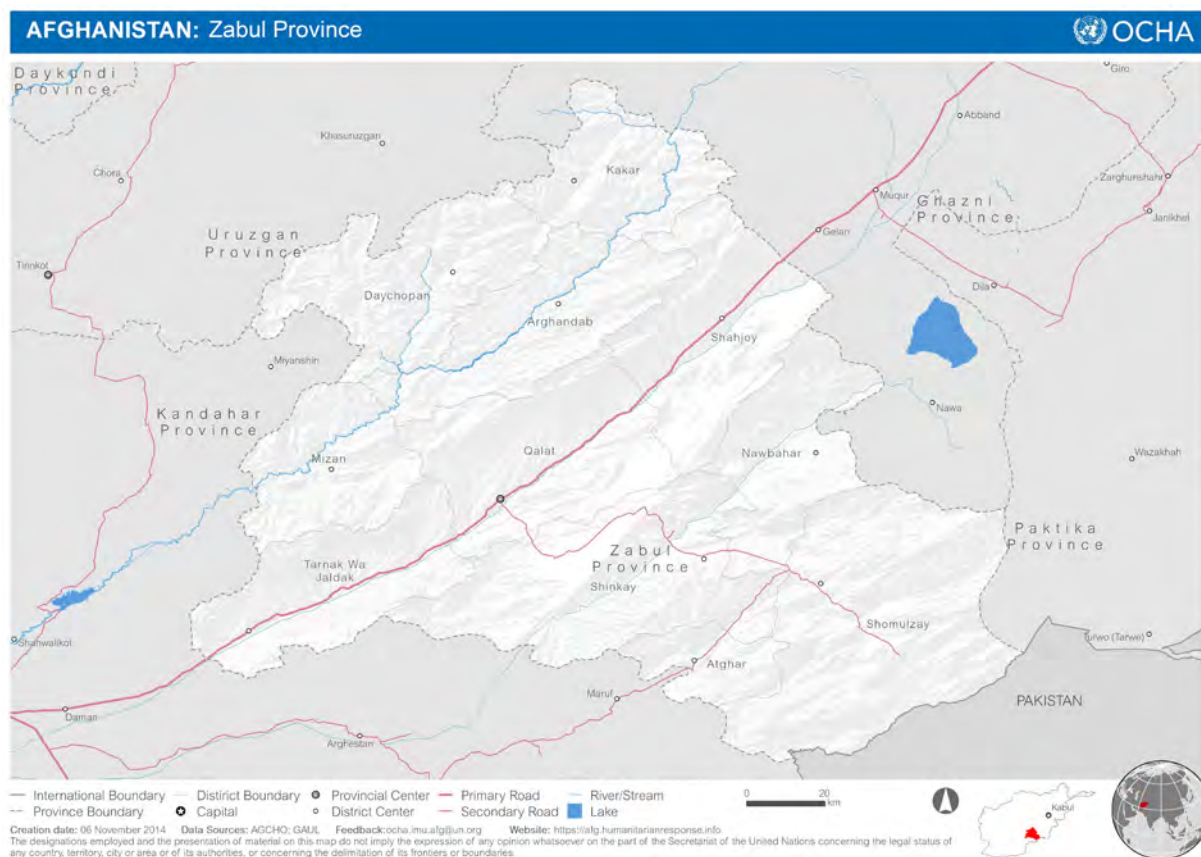 AFGHANISTAN: Zabul Province
OCHA
Daykundi
Province
Giro
Abband
Khasuruzgan
Kakar
Chora
Zarghunshahr
Muqur
Ghazni
Province
Janikhel
Uruzgan
Province
Gelan
Tirinkot
Daychopan
Dila
Arghandab
Shahjoy
Miyanshin
Kandahar
Province
Nawa
Qalat
Mizan
Nawbahar
Wazakhah
Paktika
Province
Zabul
Province
Tarnak Wa
Jaldak
Shinkay
Shomulzay
Shahwalikot
Turwo (Tarwe)
Atghar
Maruf
PAKISTAN
Daman
Arghestan
International Boundary
District Boundary
Provincial Center
Primary Road
River/Stream
0 20
km
Province Boundary
Capital
District Center
Secondary Road
Lake
Kabul
Creation date: 06 November 2014 Data Sources: AGCHO; GAUL Feedback:ocha.imu.afg@un.org Website: https://afg.humanitarianresponse.info
The designations employed and the presentation of material on this map do not imply the expression of any opinion whatsoever on the part of the Secretariat of the United Nations concerning the legal status of
any country, territory, city or area or of its authorities, or concerning the delimitation of its frontiers or boundaries.